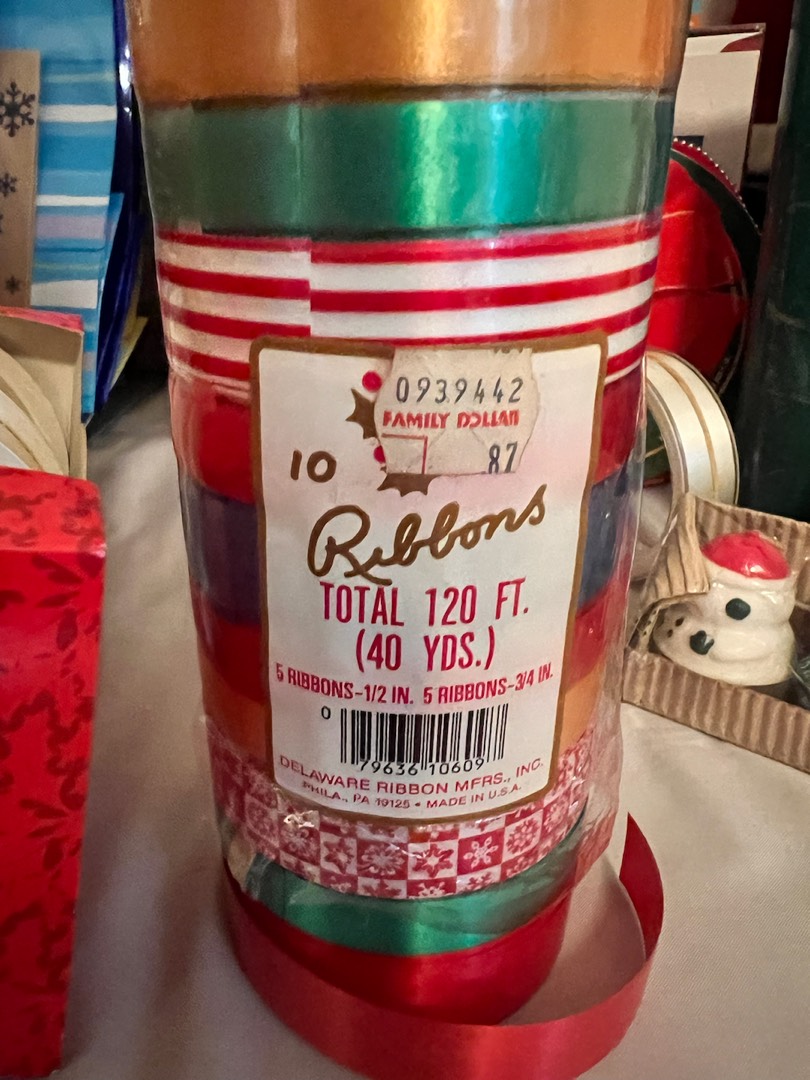 0939442
FAMILY DOLLAR
87
10
Ribbons
TOTAL 120 FT.
(40 YDS.)
5 RIBBONS-1/2 IN. 5 RIBBONS-3/4 IN.
0 79636 10609
DELAWARE RIBBON MFRS., INC.
PHILA., PA 19125 • MADE IN U.S.A.